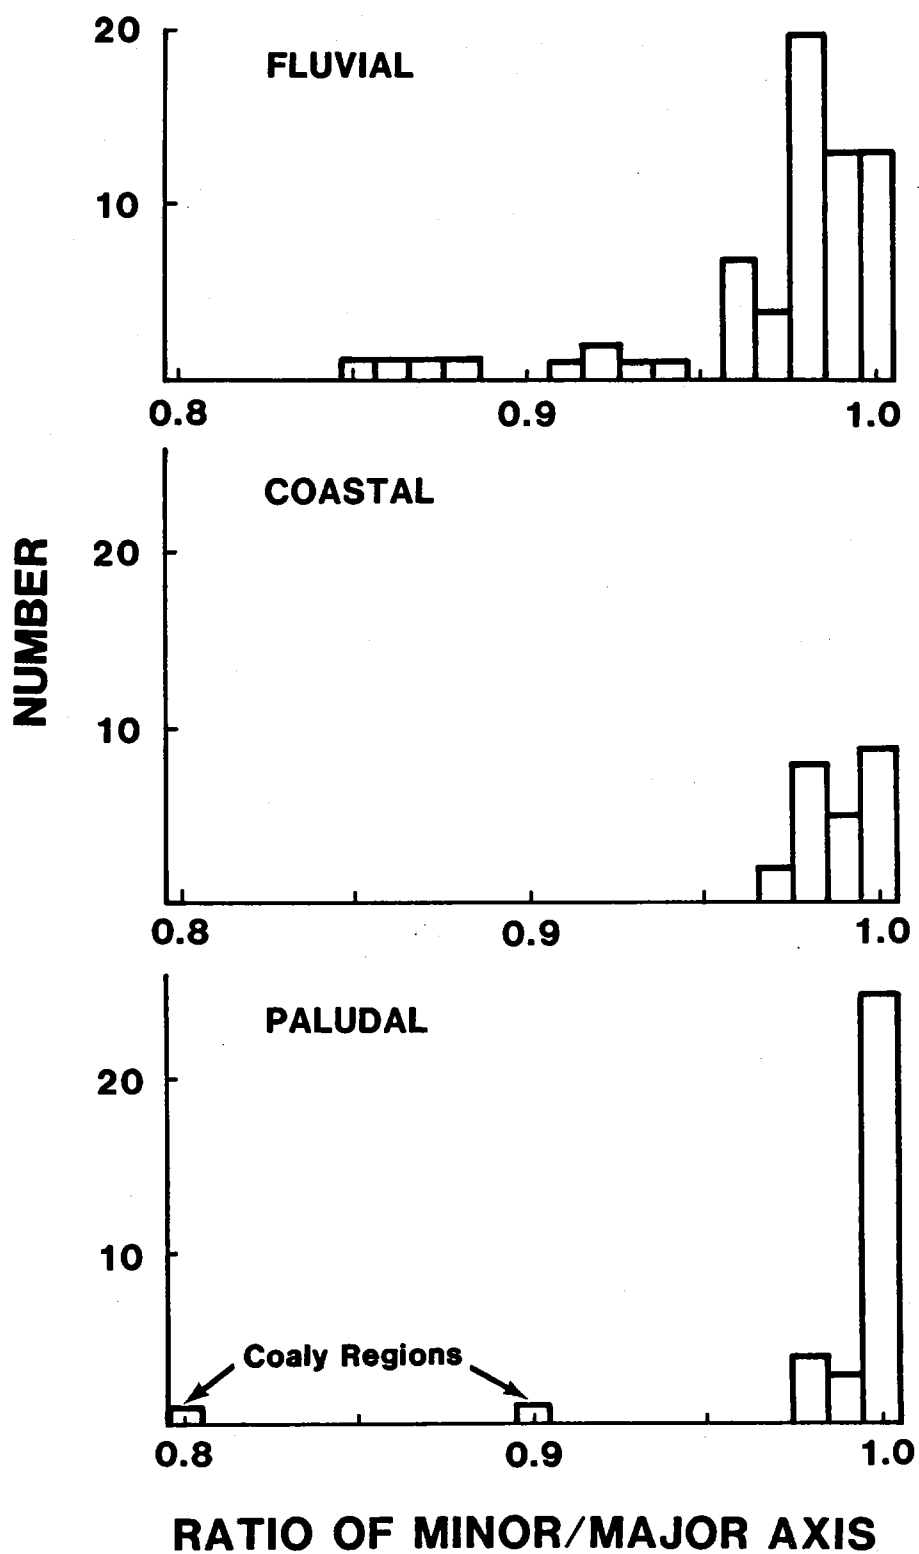 20
FLUVIAL
10
0.8 0.9 1.0
COASTAL
20
NUMBER
10
0.8 0.9 1.0
PALUDAL
20
10
Coaly Regions
0.8 0.9 1.0
RATIO OF MINOR/MAJOR AXIS